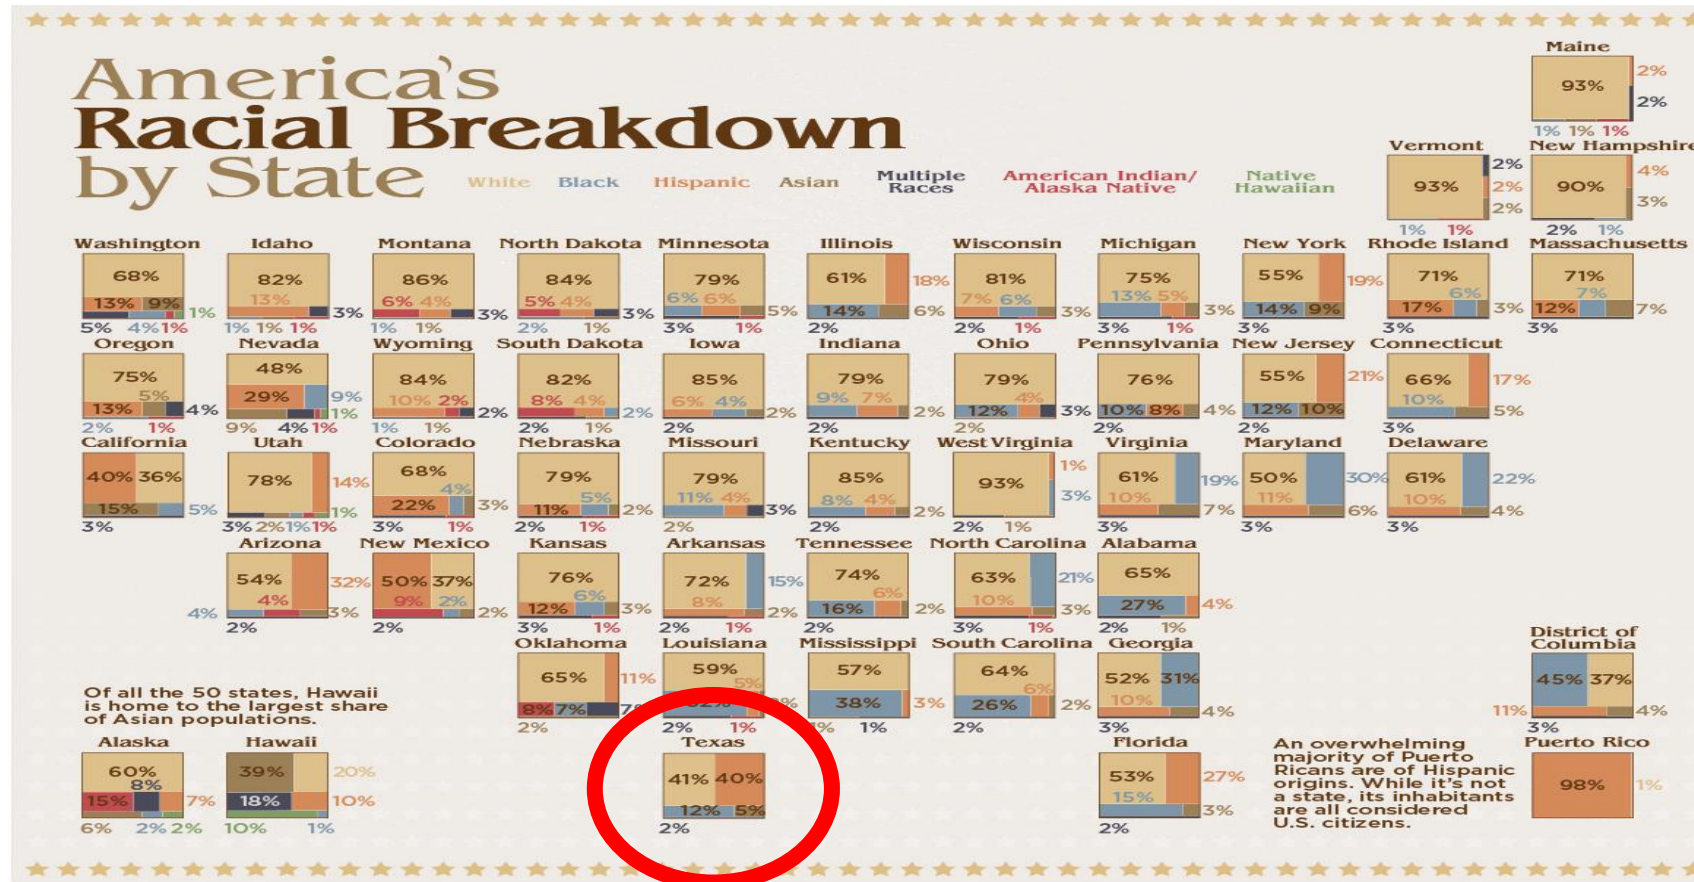 America's
Racial Breakdown
by State
White Black Hispanic Asian Multiple Races American Indian/ Alaska Native Native Hawaiian
Maine
93% 2%
2%
1% 1% 1%
Vermont
93% 2%
2%
2%
1% 1%
New Hampshire
90% 4%
3%
2% 1%
Washington
68%
13% 9% 1%
5% 4% 1%
Idaho
82%
13% 3%
1% 1% 1%
Montana
86%
6% 4% 3%
1% 1%
North Dakota
84%
5% 4% 3%
2% 1%
Minnesota
79%
6% 6% 5%
3% 1%
Illinois
61% 18%
14% 6%
2%
Wisconsin
81%
7% 6% 3%
2% 1%
Michigan
75%
13% 5% 3%
3% 1%
New York
55% 19%
14% 9%
3%
Rhode Island
71%
6%
17% 3%
3%
Massachusetts
71%
7%
12% 7%
3%
Oregon
75%
5%
13% 4%
2% 1%
Nevada
48%
29% 9%
1%
9% 4% 1%
Wyoming
84%
10% 2% 2%
1% 1%
South Dakota
82%
8% 4% 2%
2% 1%
Iowa
85%
6% 4% 2%
2%
Indiana
79%
9% 7% 2%
2%
Ohio
79%
4%
12% 3%
2%
Pennsylvania
76%
10% 8% 4%
2%
New Jersey
55% 21%
12% 10%
2%
Connecticut
66% 17%
10% 5%
3%
California
40% 36%
15% 5%
3%
Utah
78% 14%
1%
3% 2% 1% 1%
Colorado
68%
4%
22% 3%
3% 1%
Nebraska
79%
5%
11% 2%
2% 1%
Missouri
79%
11% 4% 3%
2%
Kentucky
85%
8% 4% 2%
2%
West Virginia
93% 1%
3%
2% 1%
Virginia
61% 19%
10% 7%
3%
Maryland
50% 30%
11% 6%
3%
Delaware
61% 22%
10% 4%
3%
Arizona
54% 32%
4%
4% 3%
2%
New Mexico
50% 37%
9% 2% 2%
2%
Kansas
76%
6%
12% 3%
3% 1%
Arkansas
72% 15%
8% 2%
2% 1%
Tennessee
74%
6%
16% 2%
2%
North Carolina
63% 21%
10% 3%
3% 1%
Alabama
65%
27% 4%
2% 1%
Oklahoma
65% 11%
8% 7% 7%
2%
Louisiana
59%
5%
2% 1%
Mississippi
57%
38% 3%
1%
South Carolina
64%
6%
26% 2%
Georgia
52% 31%
10% 4%
3%
District of
Columbia
45% 37%
11% 4%
3%
Of all the 50 states, Hawaii
is home to the largest share
of Asian populations.
Alaska
60%
8%
15% 7%
6% 2% 2%
Hawaii
39% 20%
18% 10%
10% 1%
Texas
41% 40%
12% 5%
2%
Florida
53% 27%
15% 3%
2%
An overwhelming
majority of Puerto
Ricans are of Hispanic
origins. While it's not
a state, its inhabitants
are all considered
U.S. citizens.
Puerto Rico
98% 1%